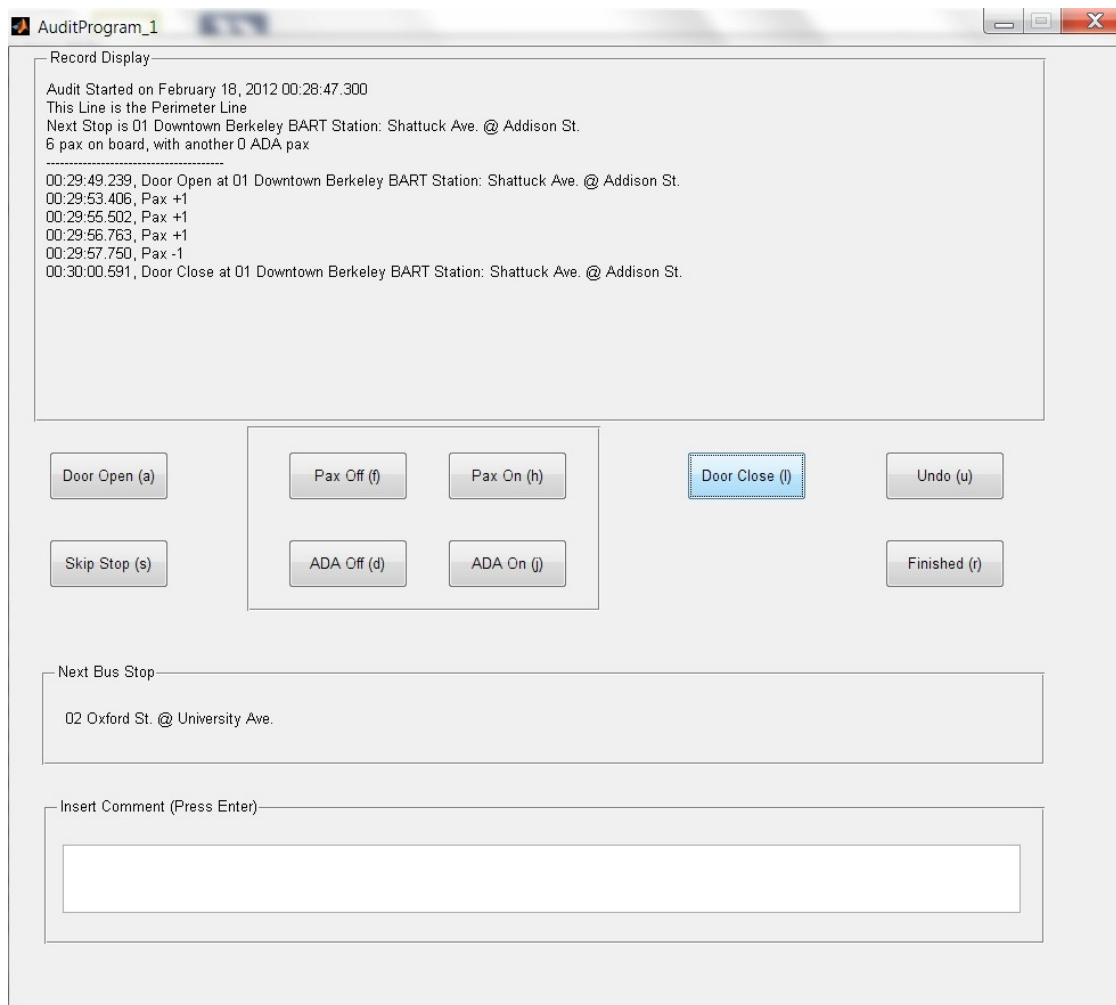 AuditProgram_1
Record Display
Audit Started on February 18, 2012 00:28:47.300
This Line is the Perimeter Line
Next Stop is 01 Downtown Berkeley BART Station: Shattuck Ave. @ Addison St.
6 pax on board, with another 0 ADA pax
---------------------------------------
00:29:49.239, Door Open at 01 Downtown Berkeley BART Station: Shattuck Ave. @ Addison St.
00:29:53.406, Pax +1
00:29:55.502, Pax +1
00:29:56.763, Pax +1
00:29:57.750, Pax -1
00:30:00.591, Door Close at 01 Downtown Berkeley BART Station: Shattuck Ave. @ Addison St.
Door Open (a)
Pax Off (f)
Pax On (h)
Door Close (l)
Undo (u)
Skip Stop (s)
ADA Off (d)
ADA On (j)
Finished (r)
Next Bus Stop
02 Oxford St. @ University Ave.
Insert Comment (Press Enter)